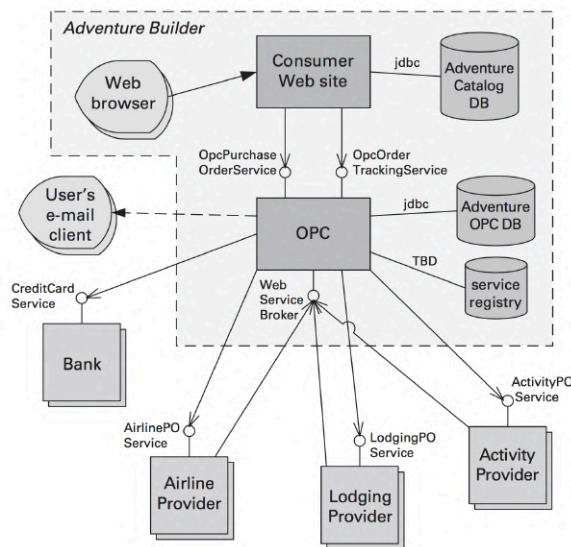 Adventure Builder
Web
browser
Consumer
Web site
jdbc
Adventure
Catalog
DB
OpcPurchase
OrderService
OpcOrder
TrackingService
User's
e-mail
client
OPC
jdbc
Adventure
OPC DB
TBD
service
registry
CreditCard
Service
Web
Service
Broker
Bank
ActivityPO
Service
AirlinePO
Service
LodgingPO
Service
Airline
Provider
Lodging
Provider
Activity
Provider